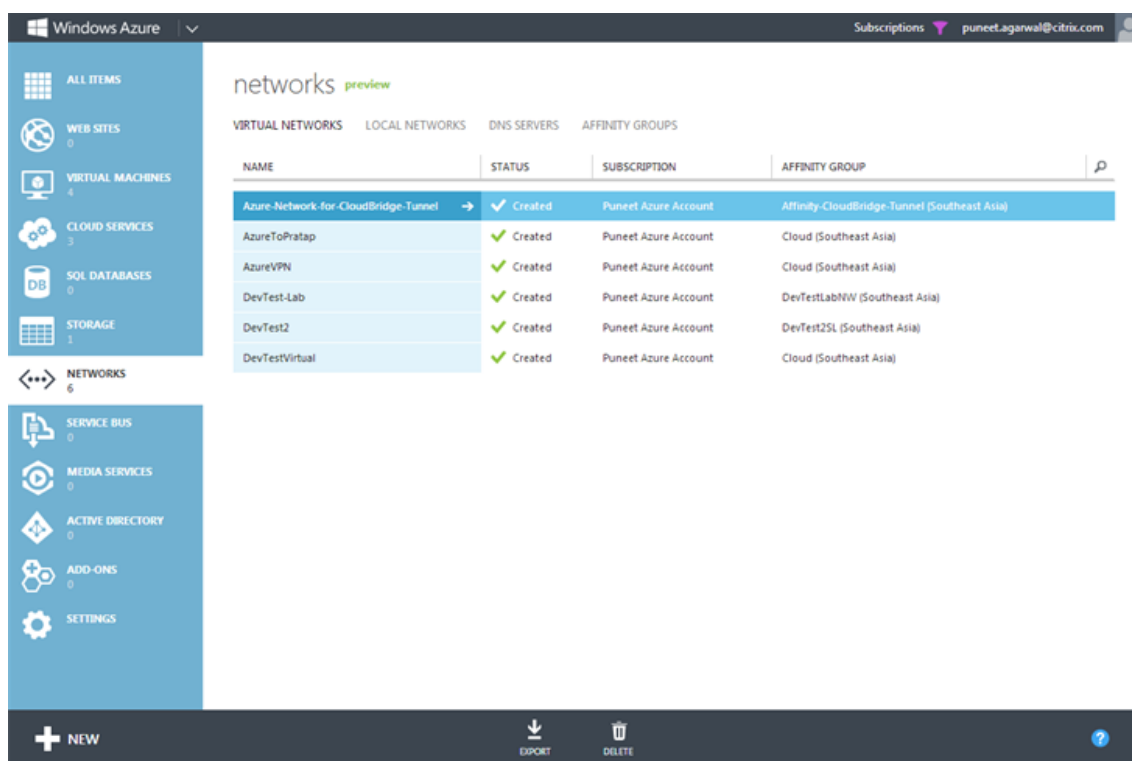 Windows Azure
Subscriptions puneet.agarwal@citrix.com
ALL ITEMS
WEB SITES
0
VIRTUAL MACHINES
4
CLOUD SERVICES
3
DB
SQL DATABASES
0
STORAGE
1
NETWORKS
6
SERVICE BUS
0
MEDIA SERVICES
0
ACTIVE DIRECTORY
0
ADD-ONS
0
SETTINGS
networks preview
VIRTUAL NETWORKS LOCAL NETWORKS DNS SERVERS AFFINITY GROUPS
NAME STATUS SUBSCRIPTION AFFINITY GROUP
Azure-Network-for-CloudBridge-Tunnel Created Puneet Azure Account Affinity-CloudBridge-Tunnel (Southeast Asia)
AzureToPratap Created Puneet Azure Account Cloud (Southeast Asia)
AzureVPN Created Puneet Azure Account Cloud (Southeast Asia)
DevTest-Lab Created Puneet Azure Account DevTestLabNW (Southeast Asia)
DevTest2 Created Puneet Azure Account DevTest2SL (Southeast Asia)
DevTestVirtual Created Puneet Azure Account Cloud (Southeast Asia)
NEW
EXPORT
DELETE
?